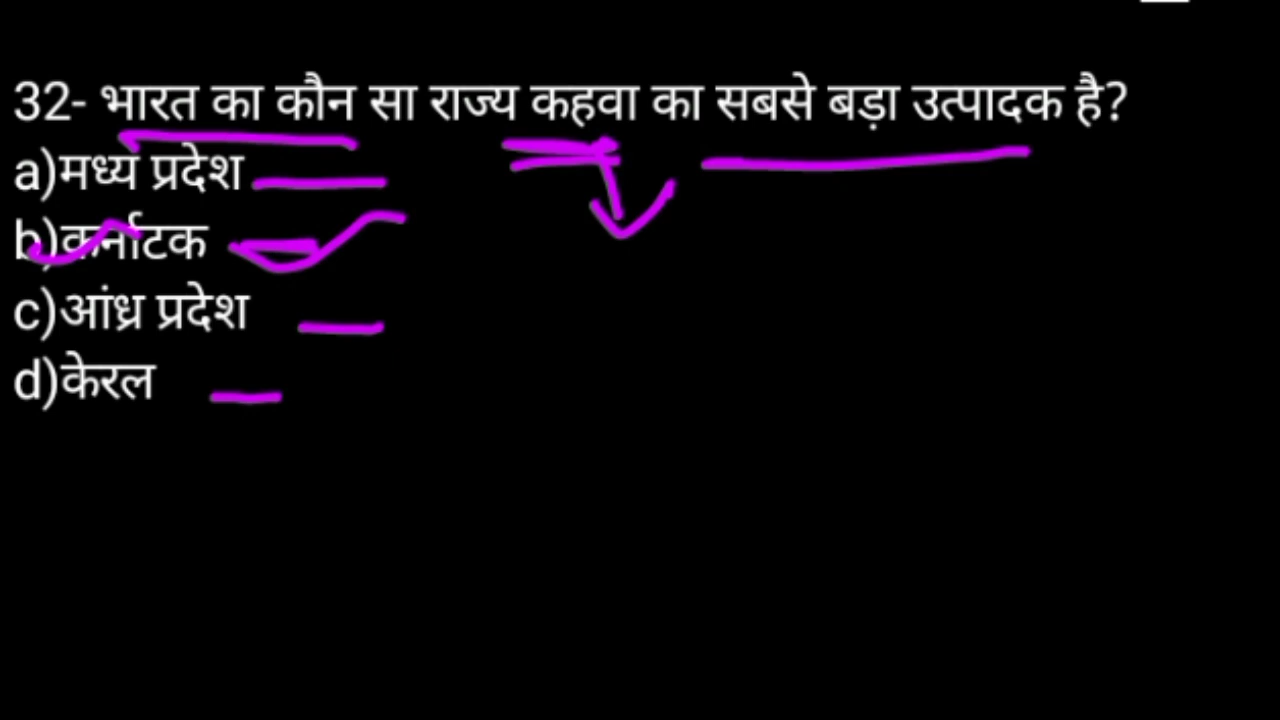 32- भारत का कौन सा राज्य कहवा का सबसे बड़ा उत्पादक है?
a)मध्य प्रदेश
b)कर्नाटक
c)आंध्र प्रदेश
d)केरल